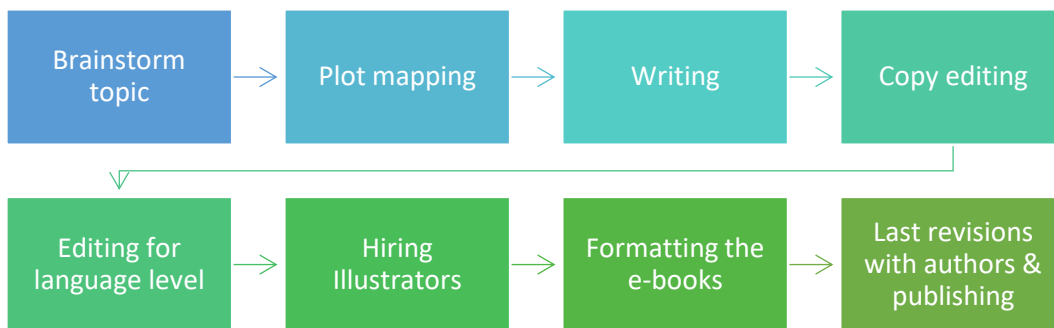 Brainstorm
topic
Plot mapping
Writing
Copy editing
Editing for
language level
Hiring
Illustrators
Formatting the
e-books
Last revisions
with authors &
publishing